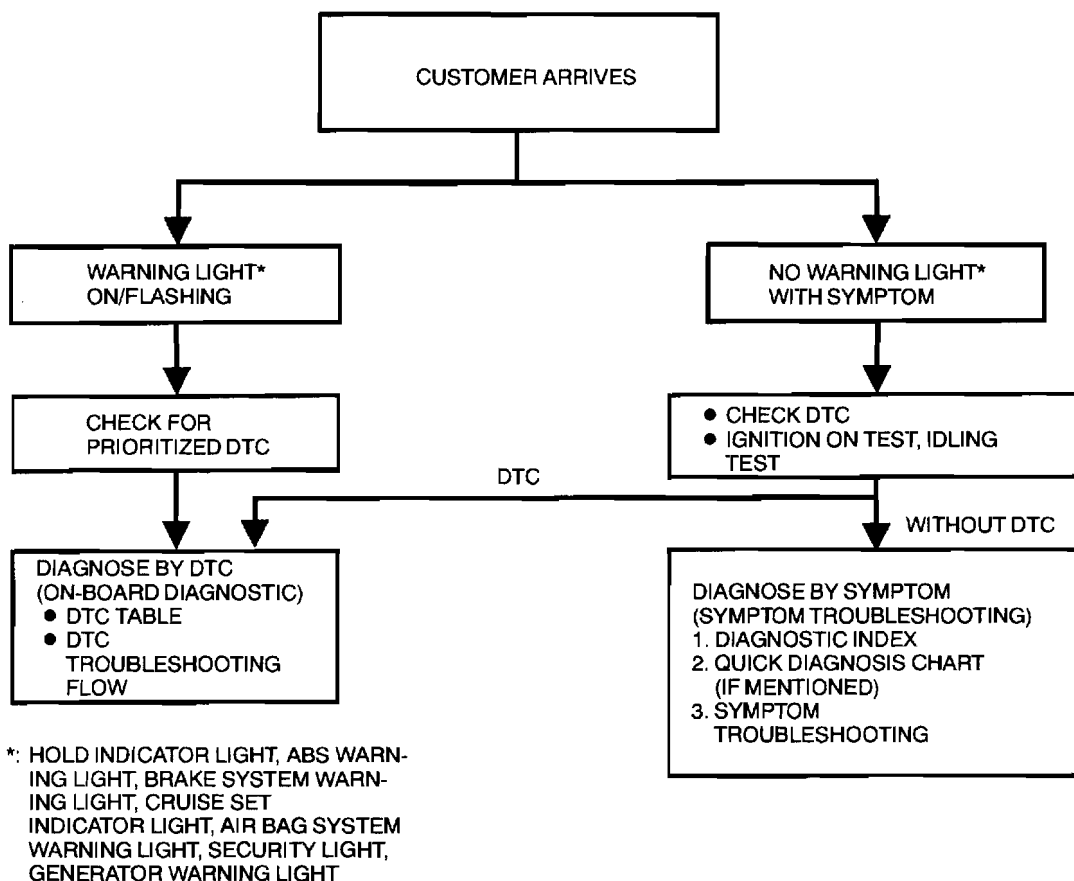 CUSTOMER ARRIVES
WARNING LIGHT*
ON/FLASHING
NO WARNING LIGHT*
WITH SYMPTOM
CHECK FOR
PRIORITIZED DTC
● CHECK DTC
● IGNITION ON TEST, IDLING
TEST
DTC
WITHOUT DTC
DIAGNOSE BY DTC
(ON-BOARD DIAGNOSTIC)
● DTC TABLE
● DTC
TROUBLESHOOTING
FLOW
DIAGNOSE BY SYMPTOM
(SYMPTOM TROUBLESHOOTING)
1. DIAGNOSTIC INDEX
2. QUICK DIAGNOSIS CHART
(IF MENTIONED)
3. SYMPTOM
TROUBLESHOOTING
*: HOLD INDICATOR LIGHT, ABS WARN-
ING LIGHT, BRAKE SYSTEM WARN-
ING LIGHT, CRUISE SET
INDICATOR LIGHT, AIR BAG SYSTEM
WARNING LIGHT, SECURITY LIGHT,
GENERATOR WARNING LIGHT